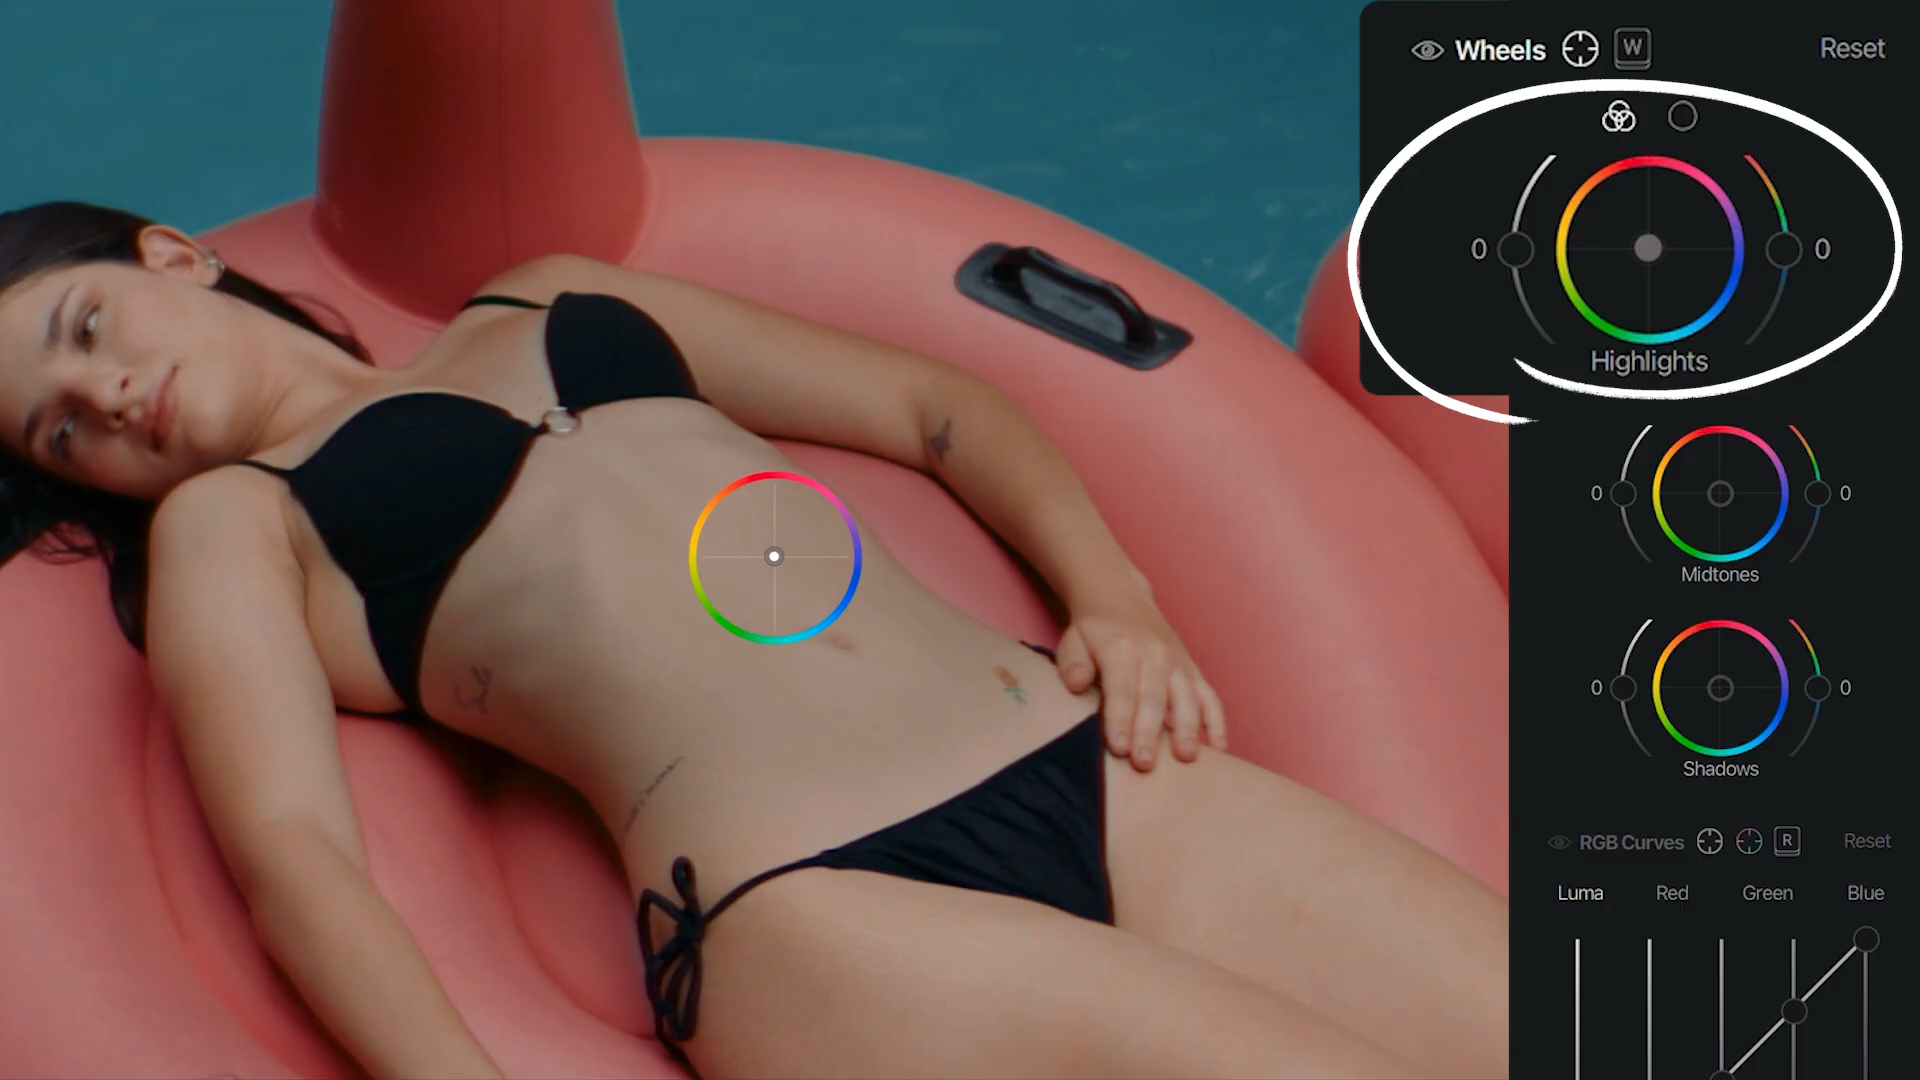 Wheels W Reset
0 0
Highlights
0 0
Midtones
0 0
Shadows
RGB Curves R Reset
Luma Red Green Blue